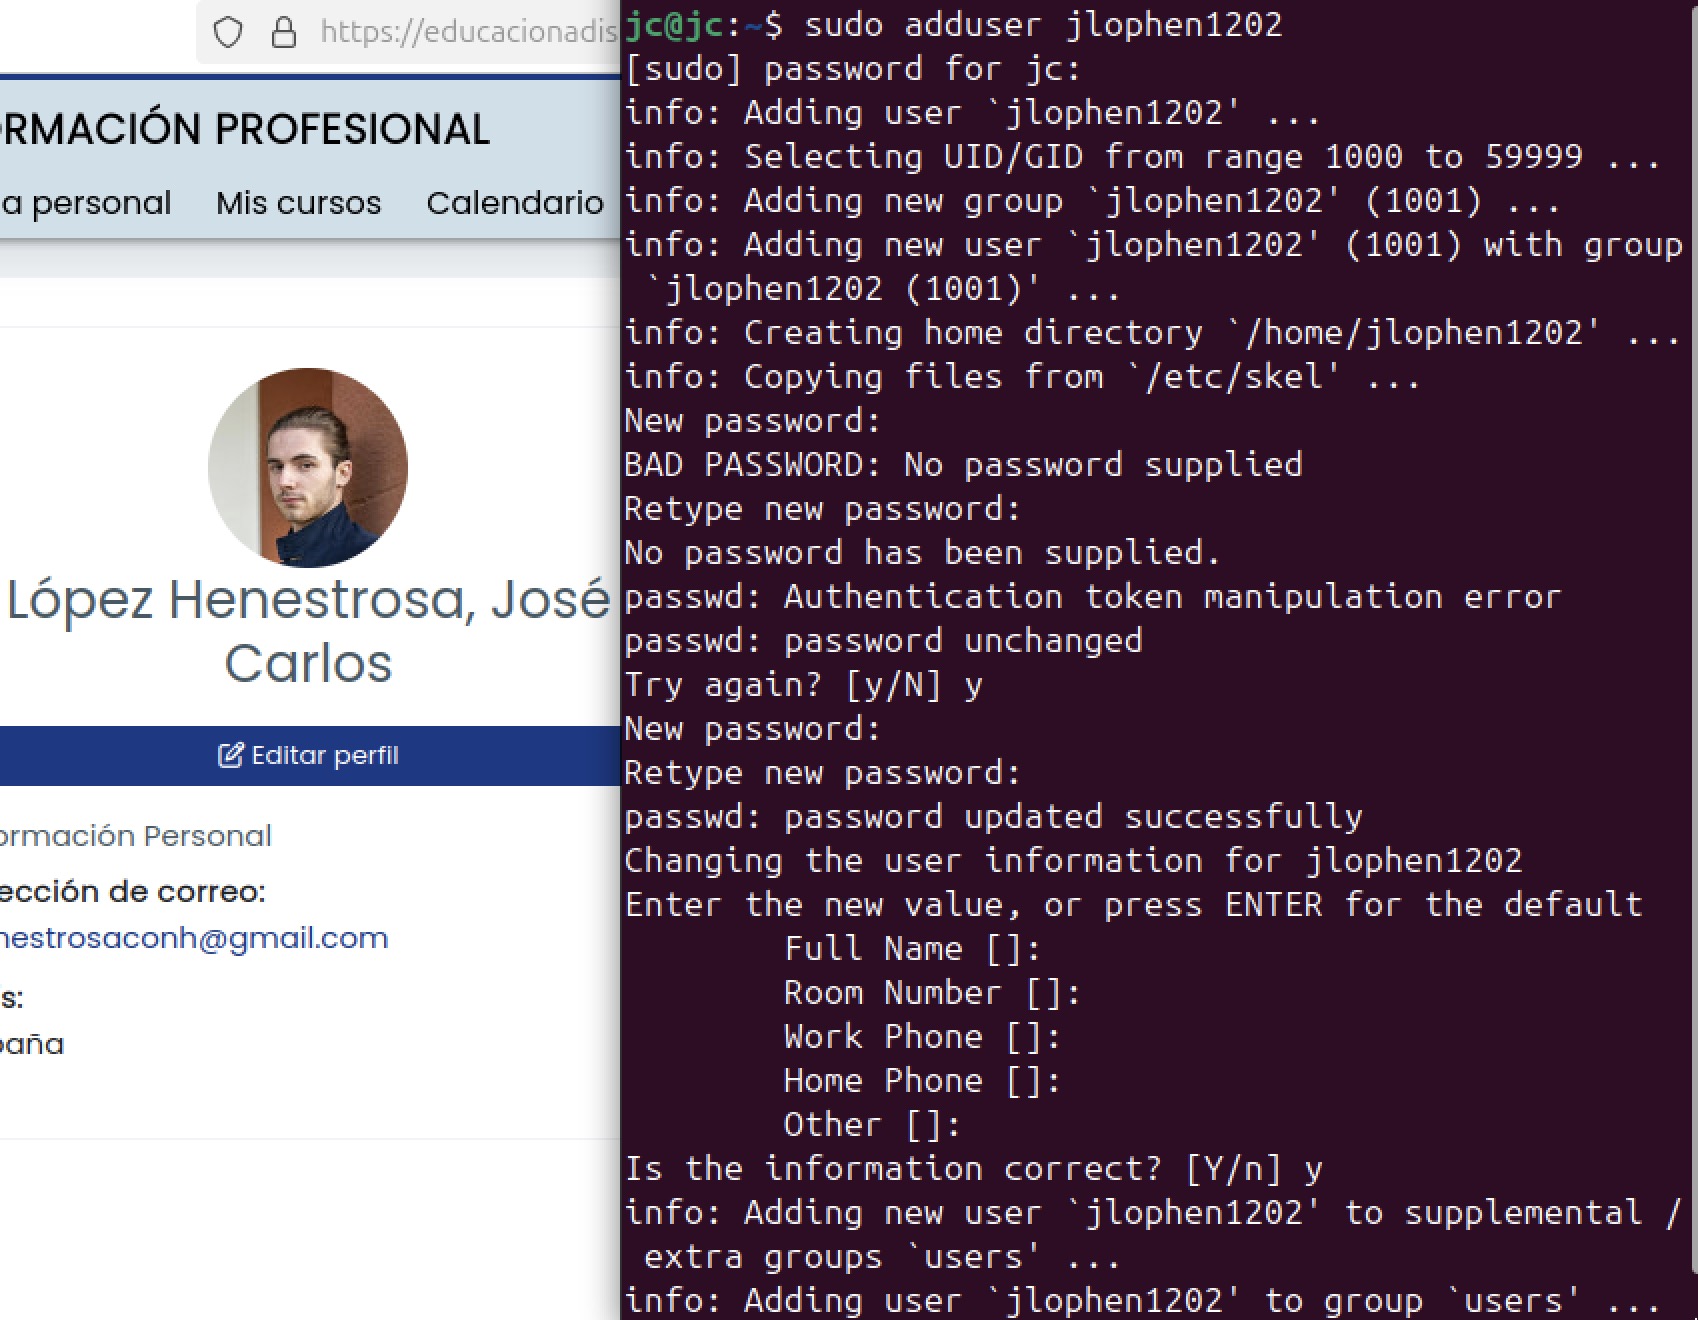 https://educacionadis
RMACIÓN PROFESIONAL
a personal Mis cursos Calendario
López Henestrosa, José
Carlos
Editar perfil
ormación Personal
ección de correo:
nestrosaconh@gmail.com
s:
paña
jc@jc:~$ sudo adduser jlophen1202
[sudo] password for jc:
info: Adding user `jlophen1202' ...
info: Selecting UID/GID from range 1000 to 59999 ...
info: Adding new group `jlophen1202' (1001) ...
info: Adding new user `jlophen1202' (1001) with group
`jlophen1202 (1001)' ...
info: Creating home directory `/home/jlophen1202' ...
info: Copying files from `/etc/skel' ...
New password:
BAD PASSWORD: No password supplied
Retype new password:
No password has been supplied.
passwd: Authentication token manipulation error
passwd: password unchanged
Try again? [y/N] y
New password:
Retype new password:
passwd: password updated successfully
Changing the user information for jlophen1202
Enter the new value, or press ENTER for the default
Full Name []:
Room Number []:
Work Phone []:
Home Phone []:
Other []:
Is the information correct? [Y/n] y
info: Adding new user `jlophen1202' to supplemental /
extra groups `users' ...
info: Adding user `jlophen1202' to group `users' ...